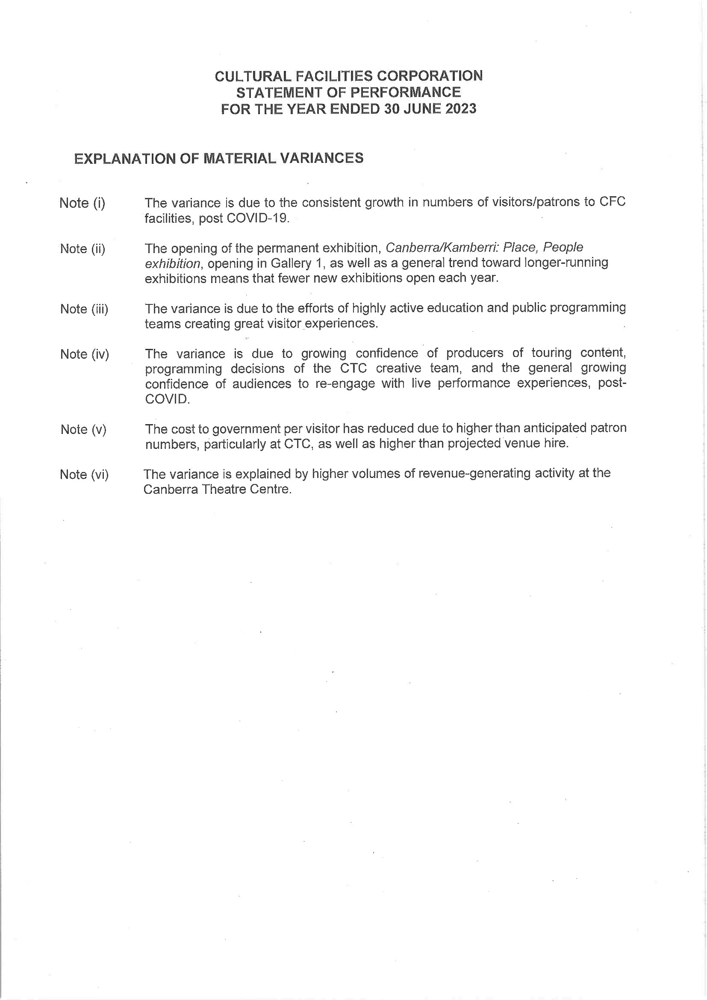 CULTURAL FACILITIES CORPORATION
STATEMENT OF PERFORMANCE
FOR THE YEAR ENDED 30 JUNE 2023
EXPLANATION OF MATERIAL VARIANCES
Note (i) The variance is due to the consistent growth in numbers of visitors/patrons to CFC
facilities, post COVID-19.
Note (ii) The opening of the permanent exhibition, Canberra/Kamberri: Place, People
exhibition, opening in Gallery 1, as well as a general trend toward longer-running
exhibitions means that fewer new exhibitions open each year.
Note (iii) The variance is due to the efforts of highly active education and public programming
teams creating great visitor experiences.
Note (iv) The variance is due to growing confidence of producers of touring content,
programming decisions of the CTC creative team, and the general growing
confidence of audiences to re-engage with live performance experiences, post-
COVID.
Note (v) The cost to government per visitor has reduced due to higher than anticipated patron
numbers, particularly at CTC, as well as higher than projected venue hire.
Note (vi) The variance is explained by higher volumes of revenue-generating activity at the
Canberra Theatre Centre.